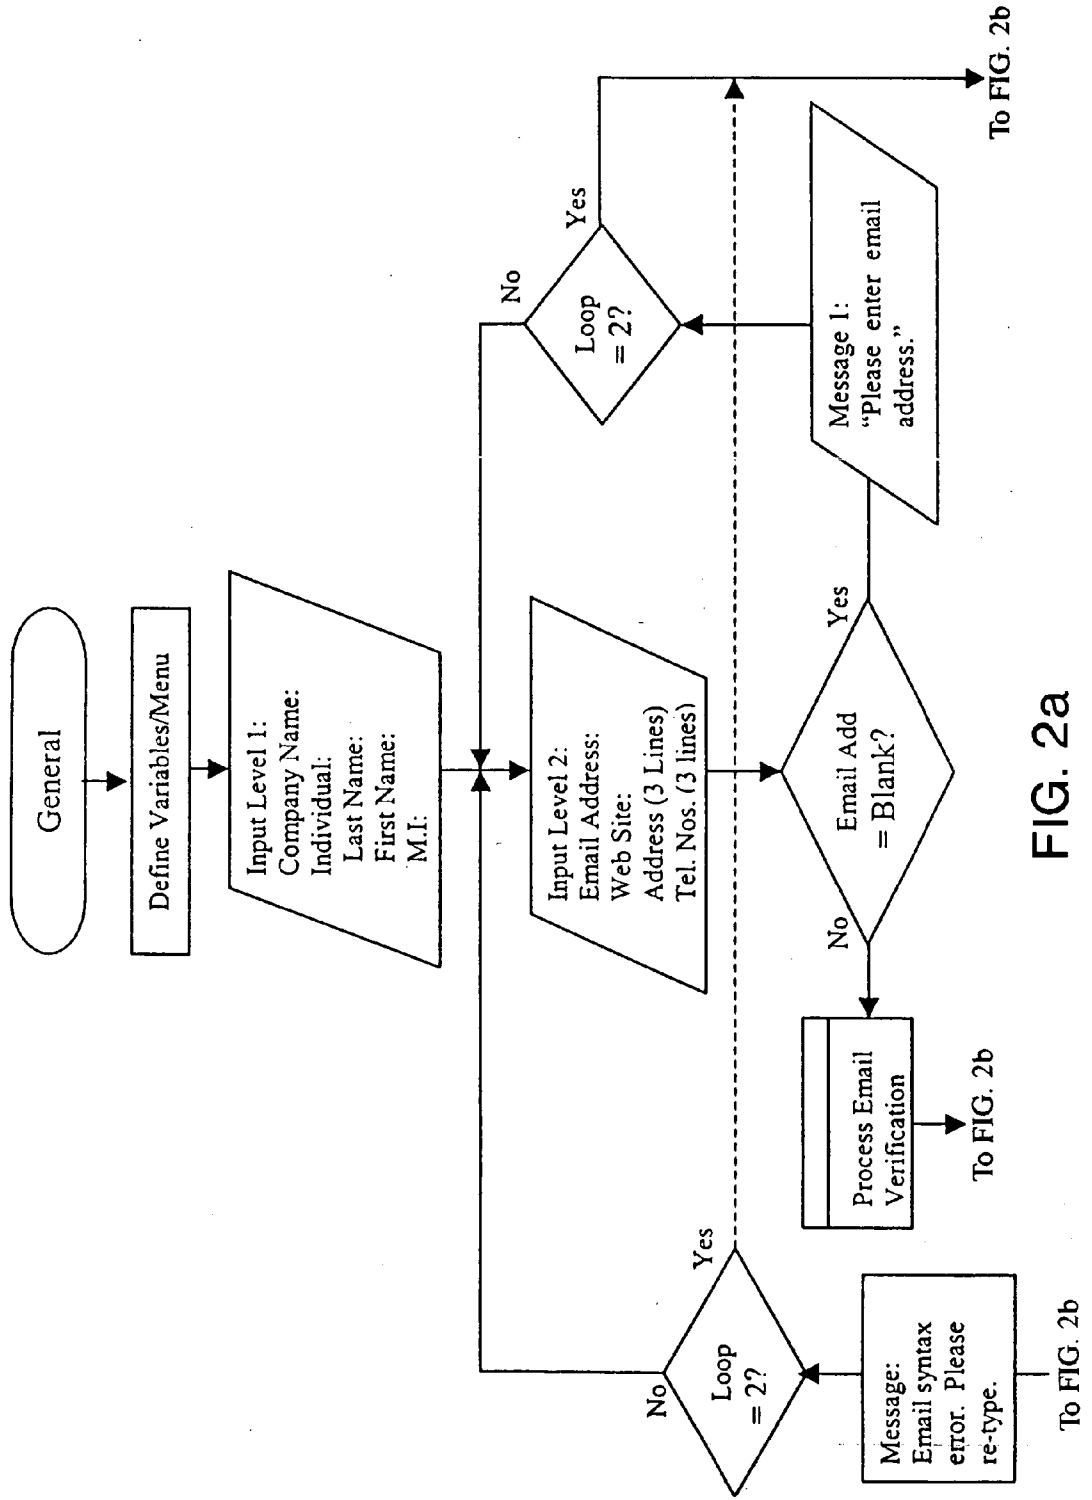 General
Define Variables/Menu
Input Level 1:
Company Name:
Individual:
Last Name:
First Name:
M.I:
Input Level 2:
Email Address:
Web Site:
Address (3 Lines)
Tel. Nos. (3 lines)
Email Add
= Blank?
No
Yes
Process Email
Verification
To FIG. 2b
Message 1:
“Please enter email
address.”
Loop
= 2?
No
Yes
To FIG. 2b
Message:
Email syntax
error. Please
re-type.
To FIG. 2b
Loop
= 2?
No
Yes
FIG. 2a